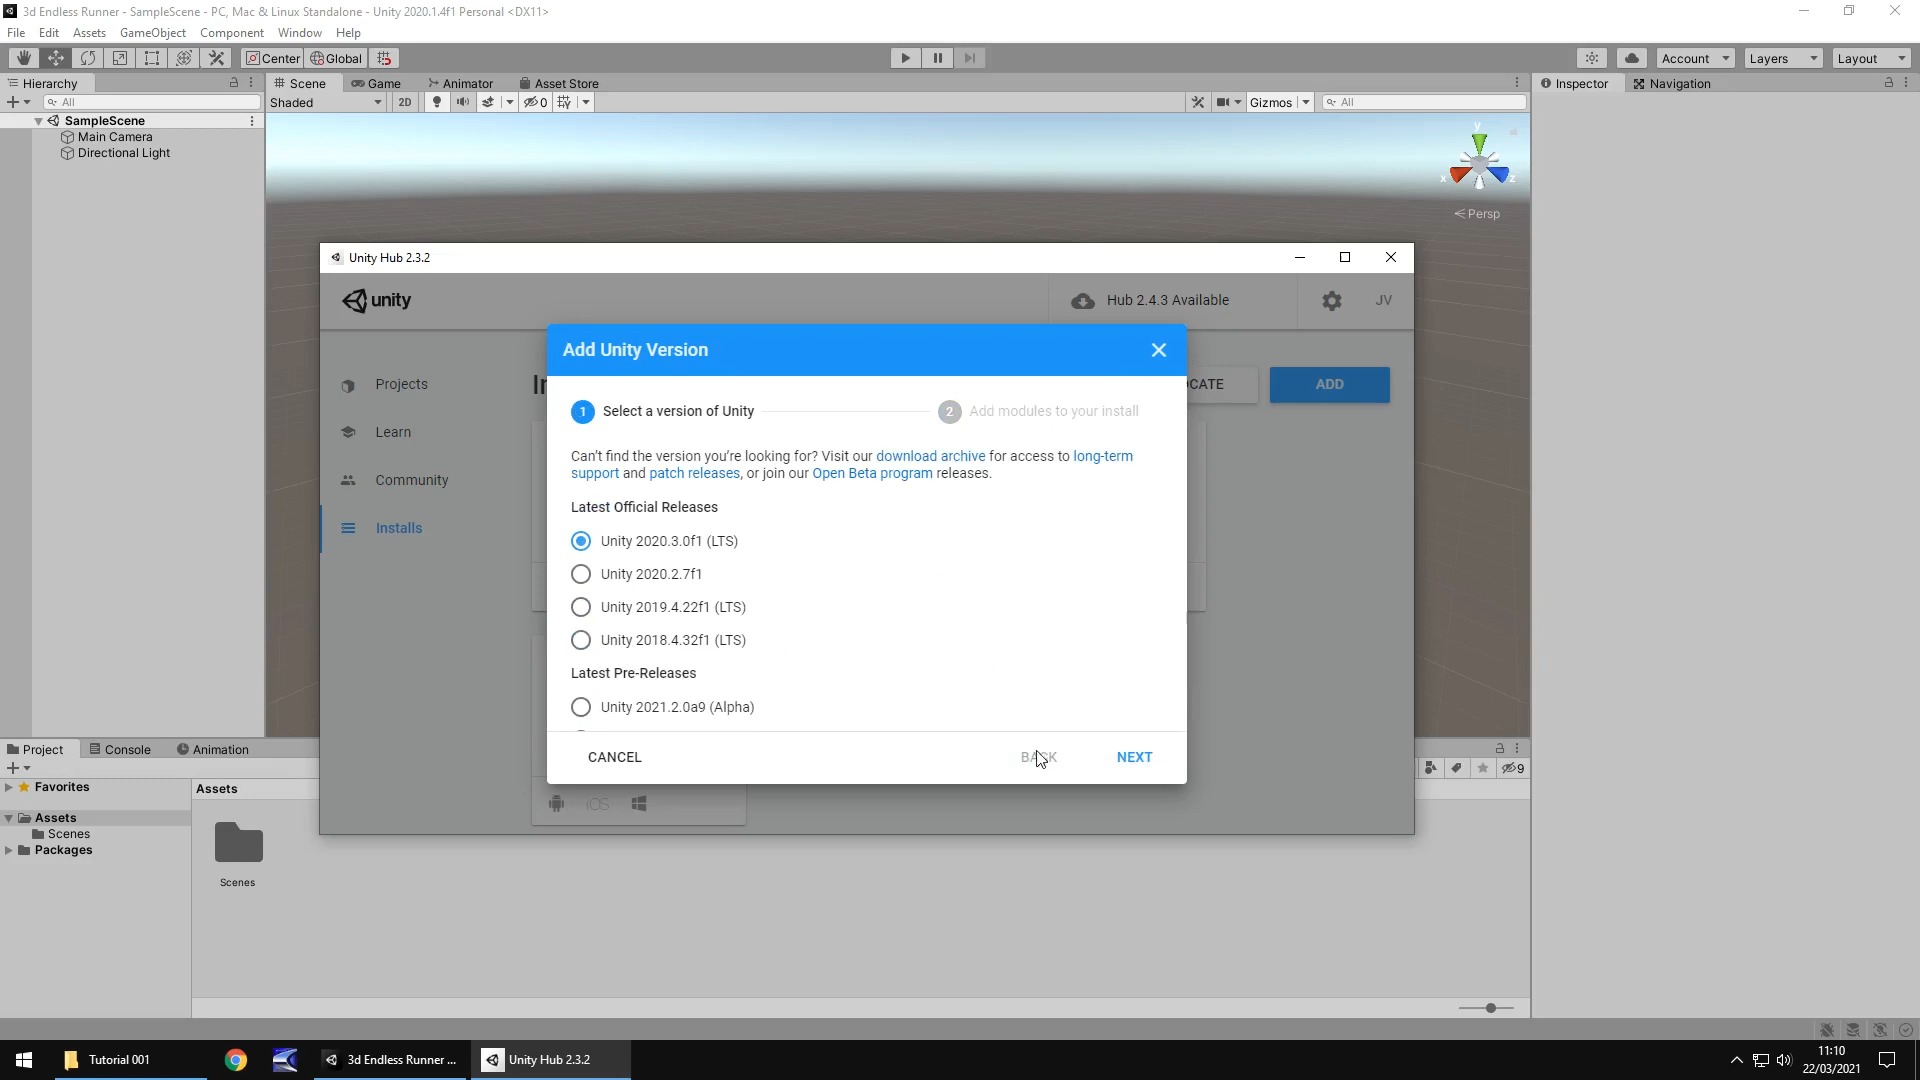 3d Endless Runner - SampleScene - PC, Mac & Linux Standalone - Unity 2020.1.4f1 Personal <DX11>
File Edit Assets GameObject Component Window Help
Center Global Account Layers Layout
Hierarchy Scene Game Animator Asset Store Inspector Navigation
All Shaded 2D 0 Gizmos All
SampleScene
Main Camera
Directional Light
y
x z
Persp
Unity Hub 2.3.2
unity Hub 2.4.3 Available JV
Add Unity Version
Projects
Learn
Community
Installs
In
CATE ADD
1 Select a version of Unity 2 Add modules to your install
Can't find the version you're looking for? Visit our download archive for access to long-term
support and patch releases, or join our Open Beta program releases.
Latest Official Releases
Unity 2020.3.0f1 (LTS)
Unity 2020.2.7f1
Unity 2019.4.22f1 (LTS)
Unity 2018.4.32f1 (LTS)
Latest Pre-Releases
Unity 2021.2.0a9 (Alpha)
CANCEL BACK NEXT
iOS
Project Console Animation
9
Favorites
Assets
Scenes
Packages
Assets
Scenes
Tutorial 001 3d Endless Runner ... Unity Hub 2.3.2
11:10
22/03/2021